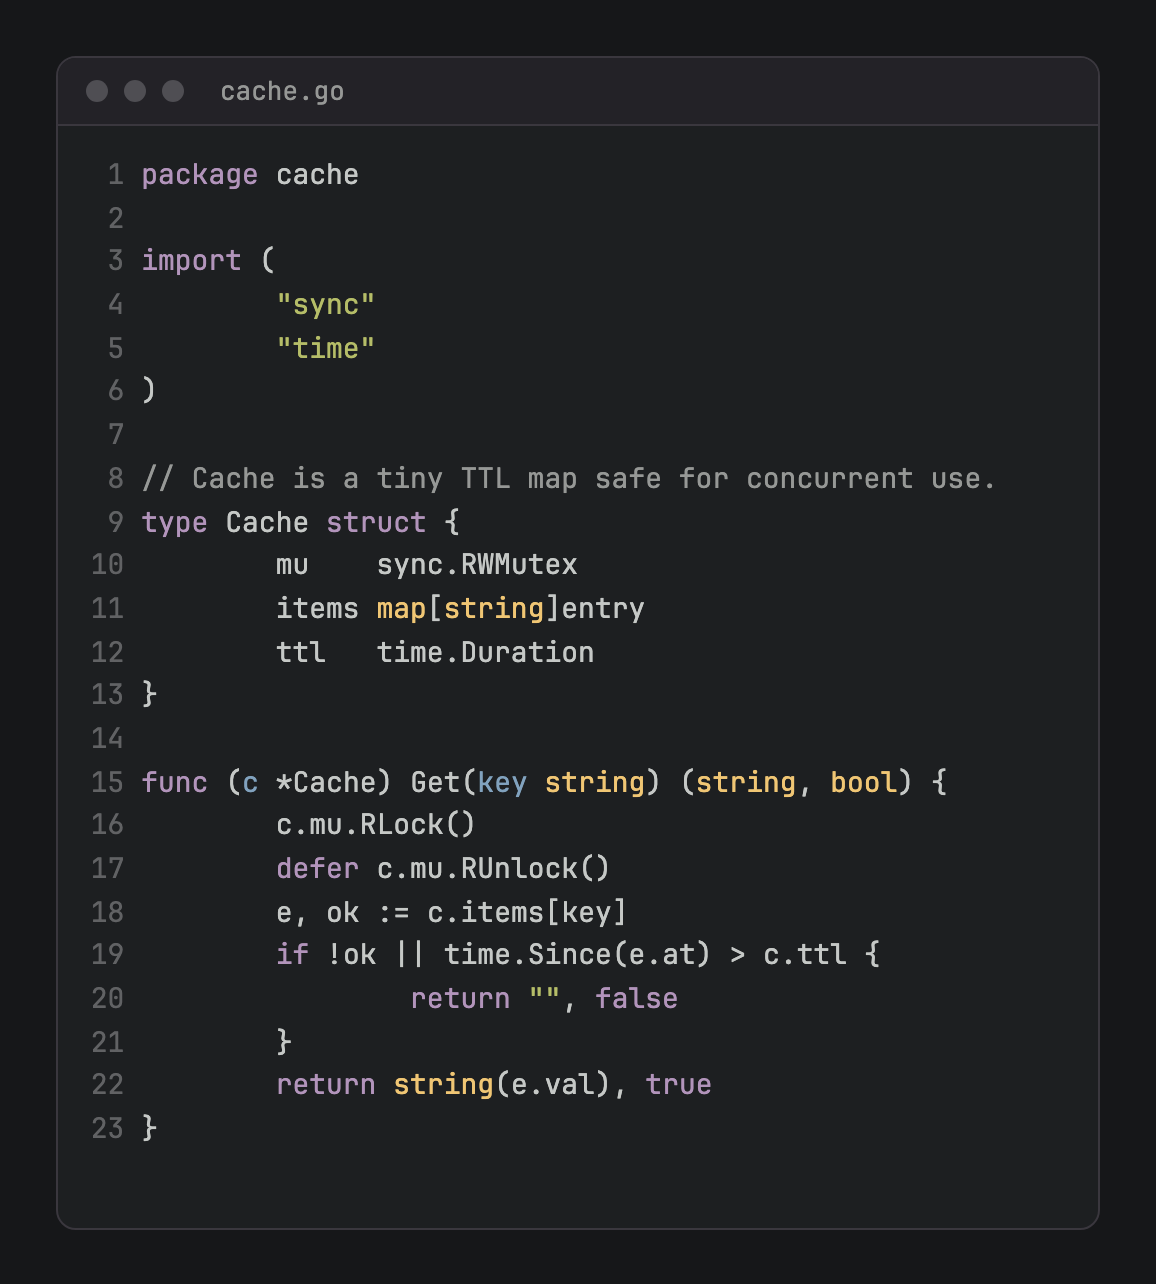 cache.go
1 package cache
2
3 import (
4         "sync"
5         "time"
6 )
7
8 // Cache is a tiny TTL map safe for concurrent use.
9 type Cache struct {
10         mu    sync.RWMutex
11         items map[string]entry
12         ttl   time.Duration
13 }
14
15 func (c *Cache) Get(key string) (string, bool) {
16         c.mu.RLock()
17         defer c.mu.RUnlock()
18         e, ok := c.items[key]
19         if !ok || time.Since(e.at) > c.ttl {
20                 return "", false
21         }
22         return string(e.val), true
23 }